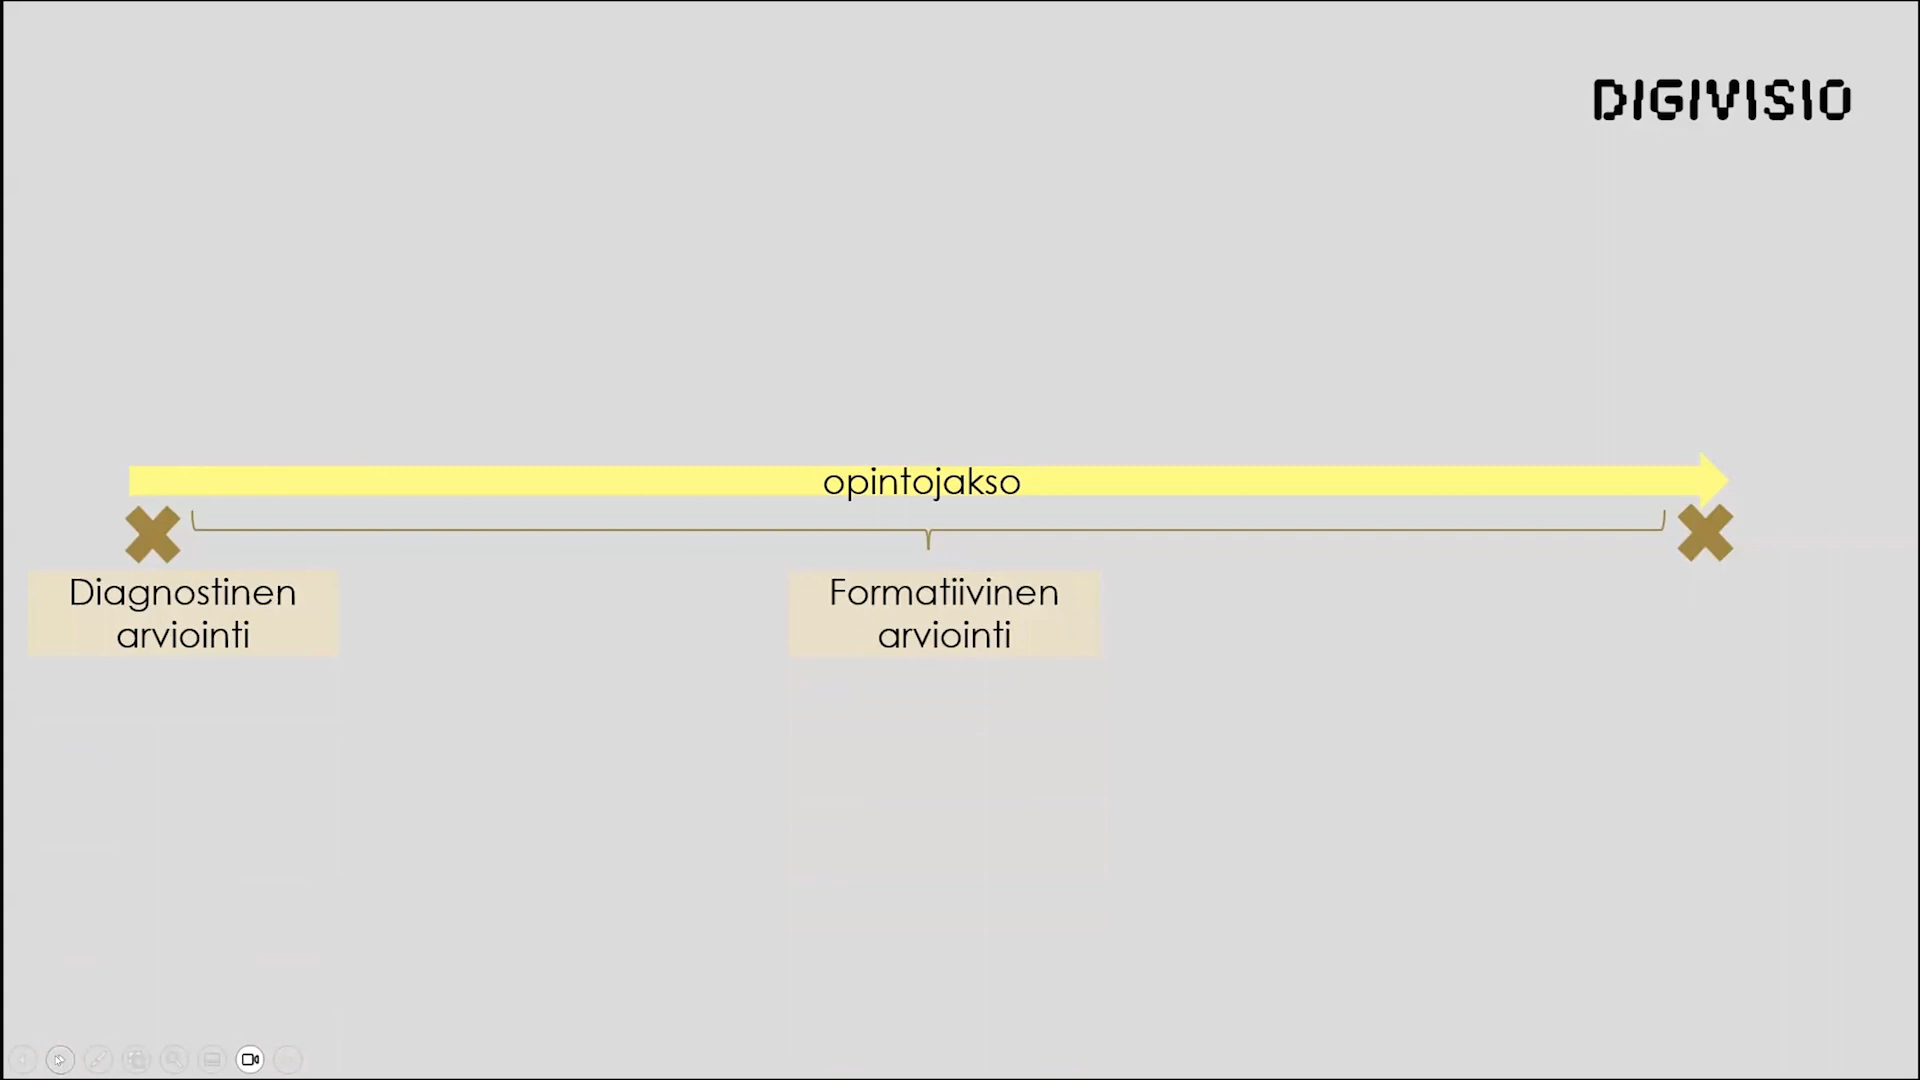 DIGIVISIO
opintojakso
Diagnostinen
arviointi
Formatiivinen
arviointi